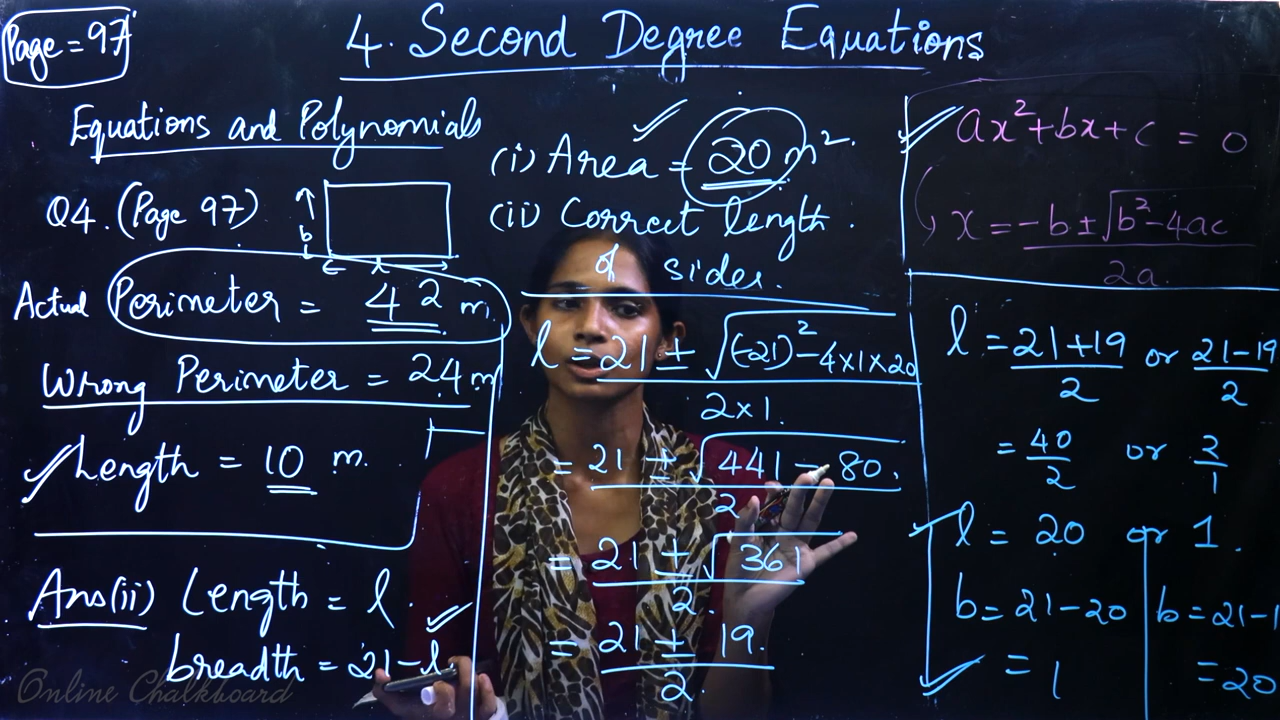 Page = 97
4. Second Degree Equations
Equations and Polynomials
Q4. (Page 97)
b
Actual Perimeter = 42 m.
Wrong Perimeter = 24 m
Length = 10 m.
Ans(ii) Length = l.
breadth = 21 - l
Online Chalkboard
(i) Area = 20 m².
(ii) Correct length
of sides.
l = 21 ± √(-21)² - 4×1×20
2×1.
= 21 ± √441 - 80.
2
= 21 ± √361
2.
= 21 ± 19.
2.
ax² + bx + c = 0
x = -b ± √b² - 4ac
2a.
l = 21+19 or 21-19
2 2
= 40 or 2
2 1
l = 20 or 1.
b = 21-20 b = 21-1
= 1 = 20